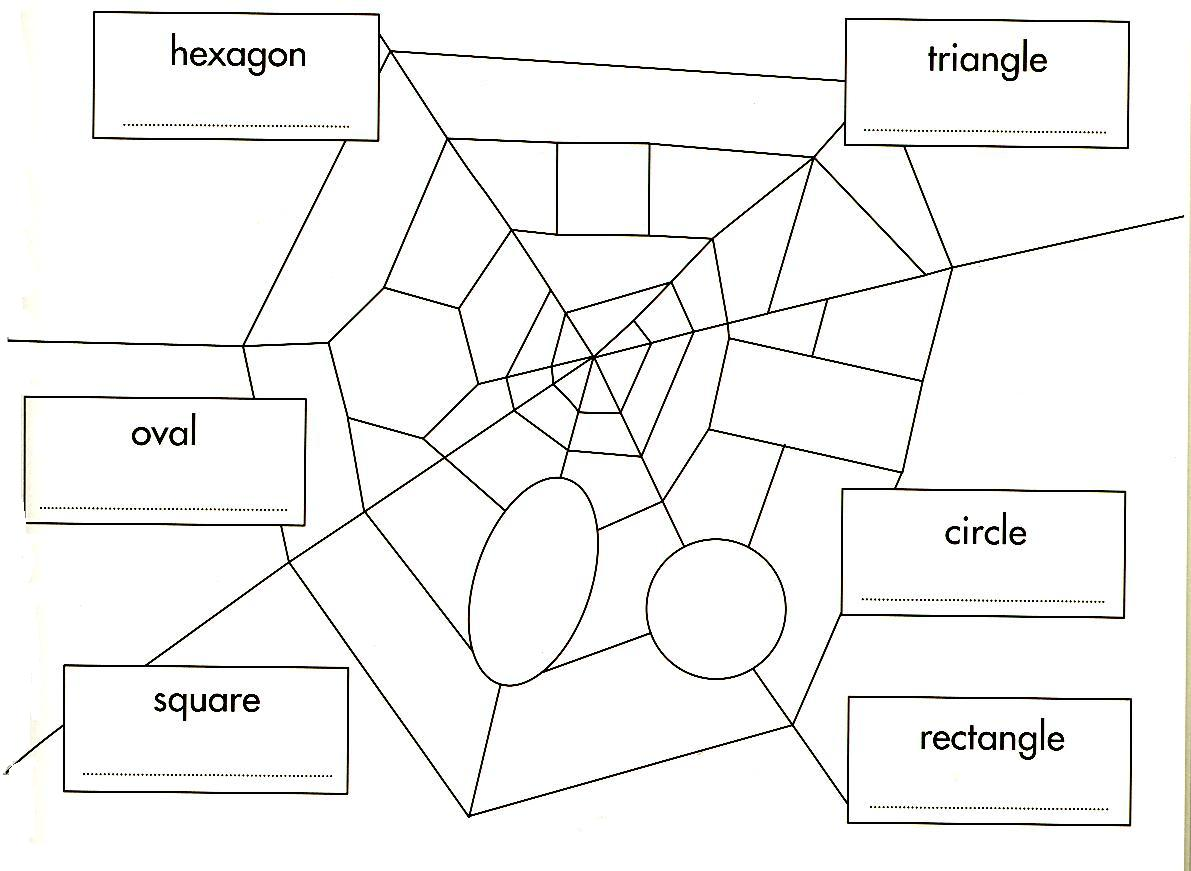 hexagon
triangle
oval
circle
square
rectangle